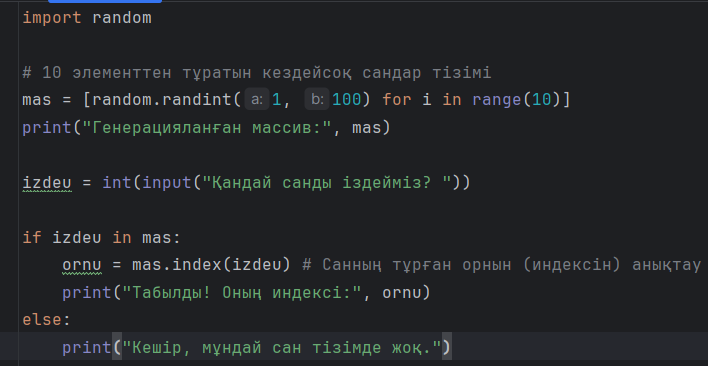 import random
# 10 элементтен тұратын кездейсоқ сандар тізімі
mas = [random.randint( a: 1, b: 100) for i in range(10)]
print("Генерацияланған массив:", mas)
izdeu = int(input("Қандай санды іздейміз? "))
if izdeu in mas:
    ornu = mas.index(izdeu) # Санның тұрған орнын (индексін) анықтау
    print("Табылды! Оның индексі:", ornu)
else:
    print("Кешір, мұндай сан тізімде жоқ.")